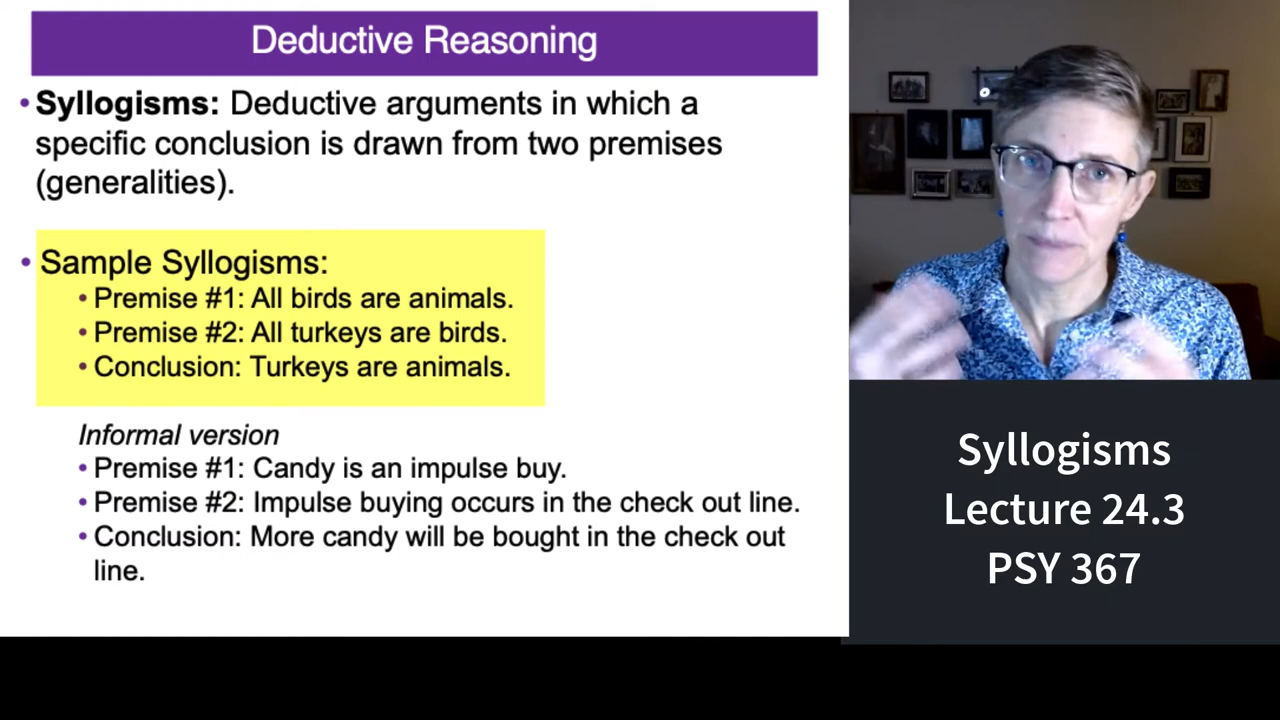 Deductive Reasoning
• Syllogisms: Deductive arguments in which a
specific conclusion is drawn from two premises
(generalities).
• Sample Syllogisms:
• Premise #1: All birds are animals.
• Premise #2: All turkeys are birds.
• Conclusion: Turkeys are animals.
Informal version
• Premise #1: Candy is an impulse buy.
• Premise #2: Impulse buying occurs in the check out line.
• Conclusion: More candy will be bought in the check out
line.
Syllogisms
Lecture 24.3
PSY 367